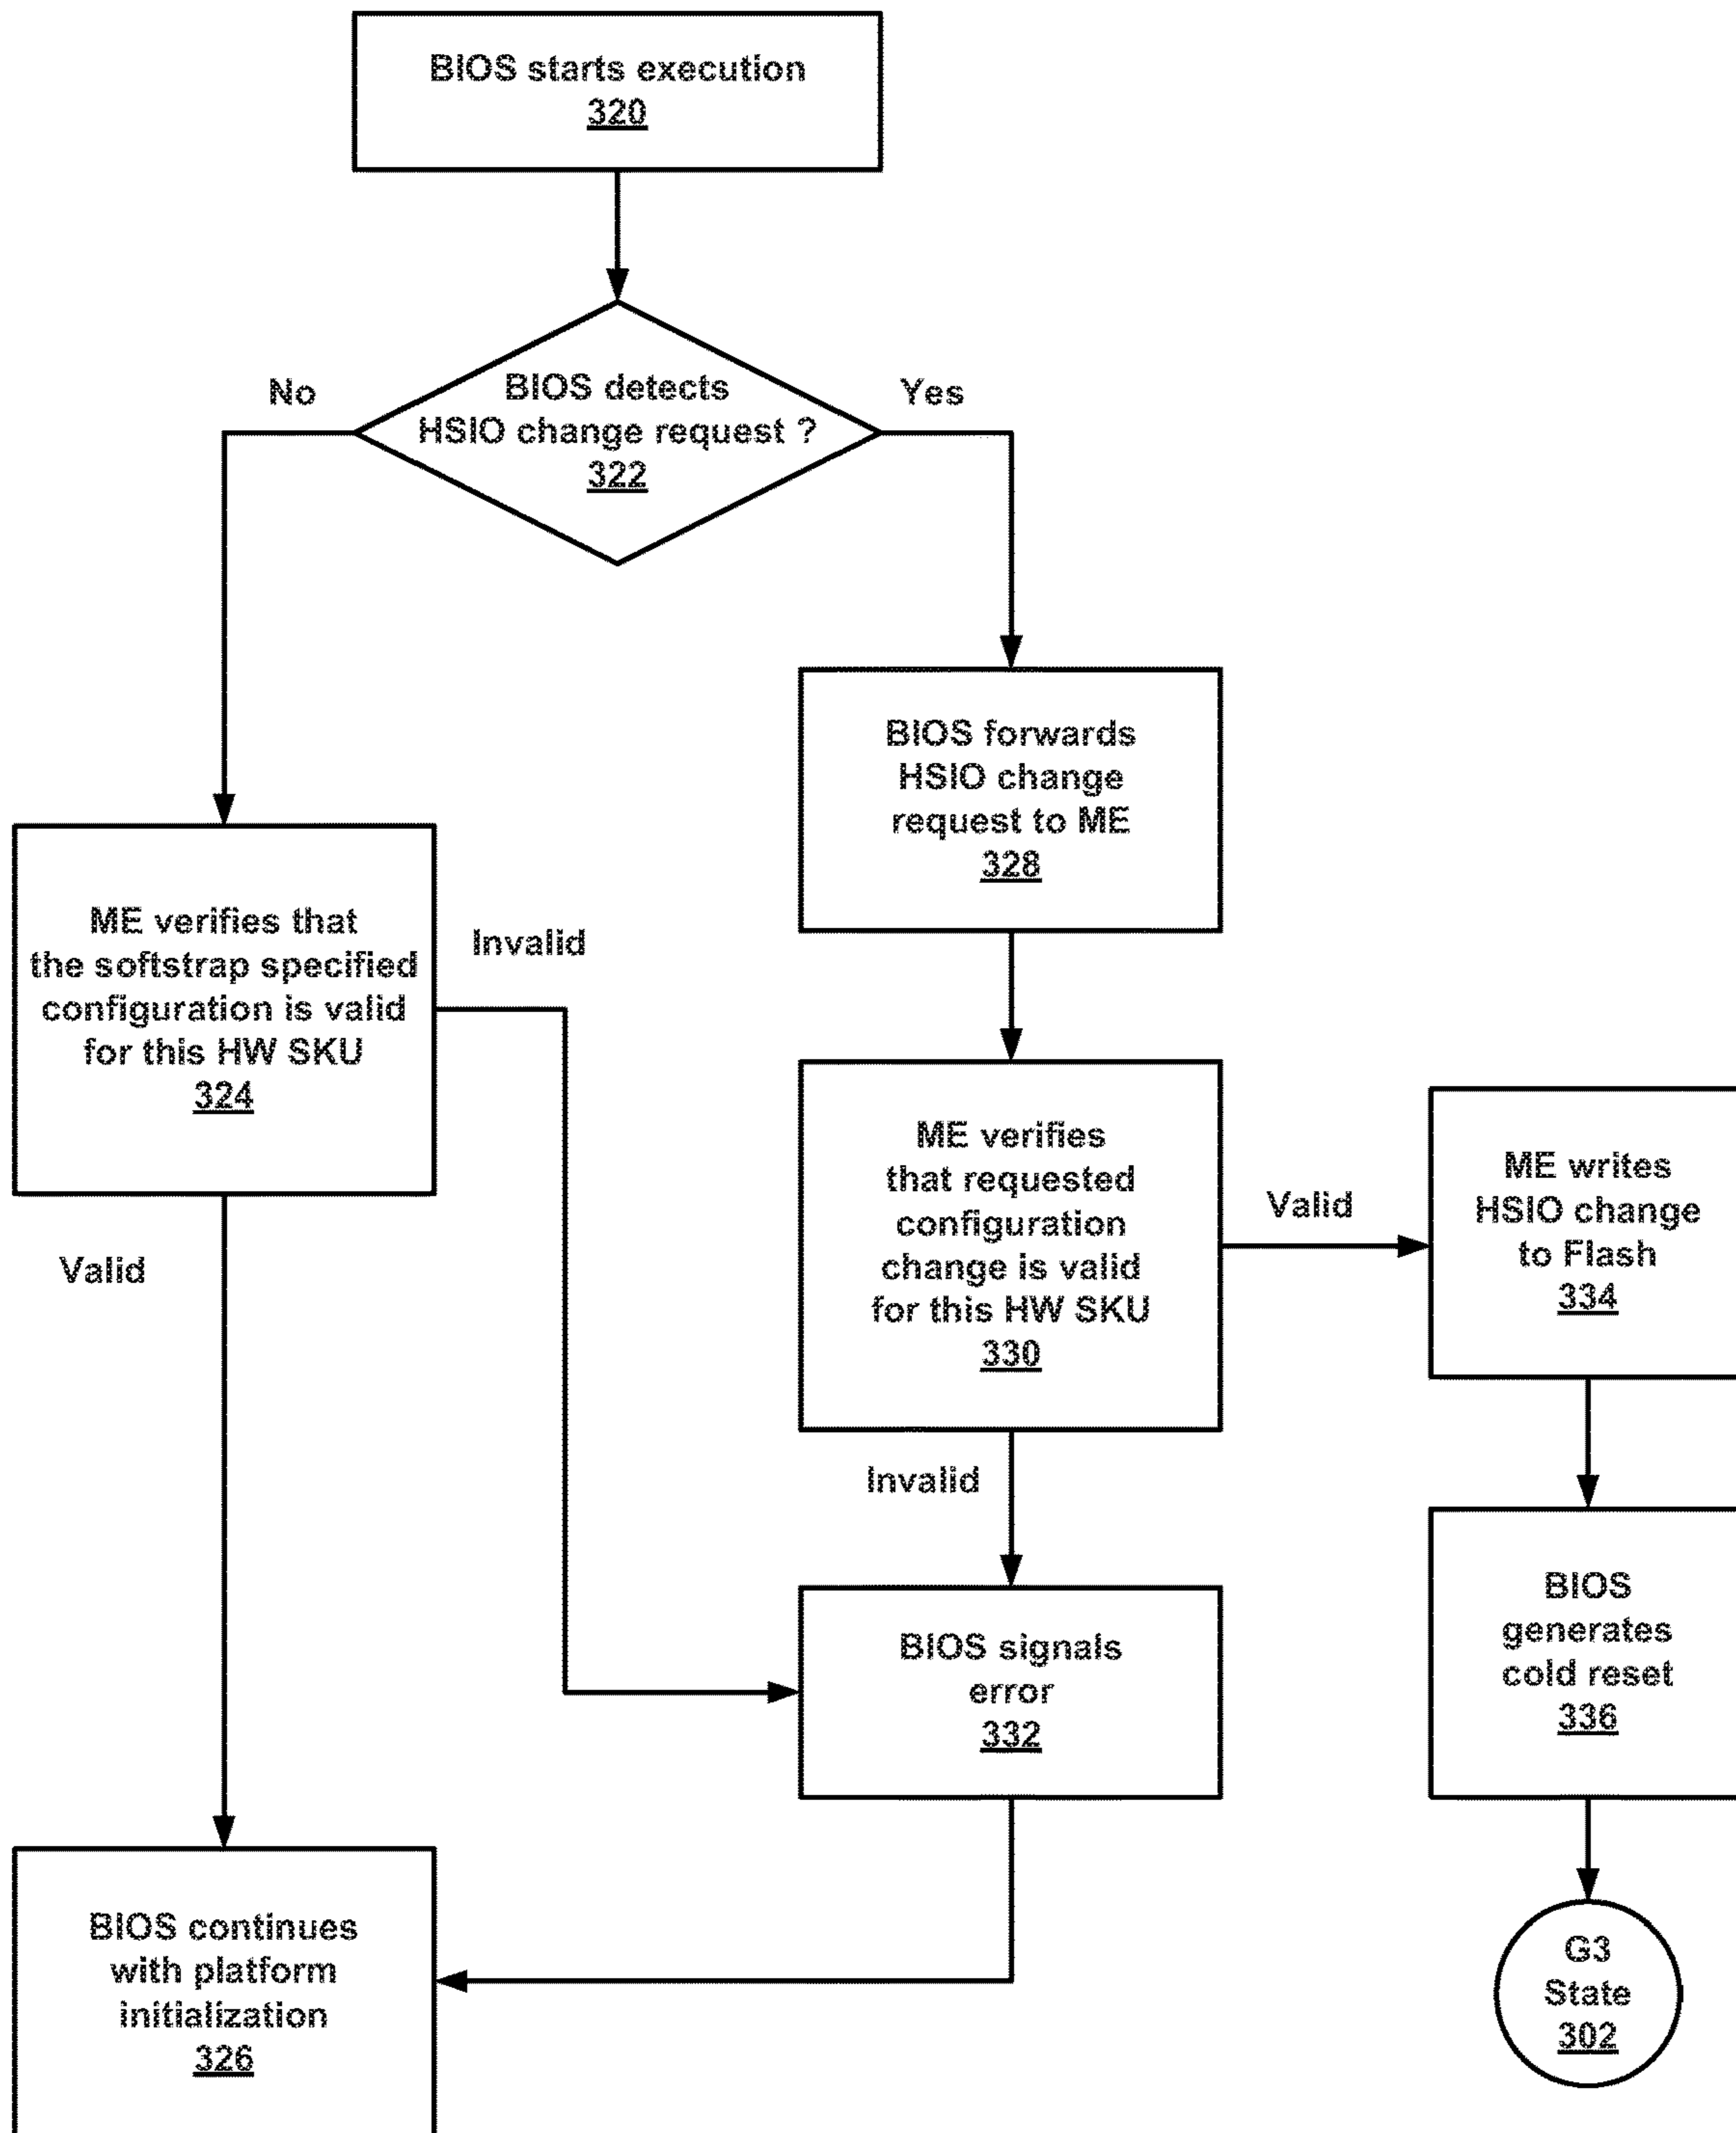 BIOS starts execution
320
BIOS detects
HSIO change request ?
322
No
Yes
BIOS forwards
HSIO change
request to ME
328
ME verifies that
the softstrap specified
configuration is valid
for this HW SKU
324
Invalid
Valid
ME verifies
that requested
configuration
change is valid
for this HW SKU
330
Valid
Invalid
ME writes
HSIO change
to Flash
334
BIOS signals
error
332
BIOS
generates
cold reset
336
BIOS continues
with platform
initialization
326
G3
State
302